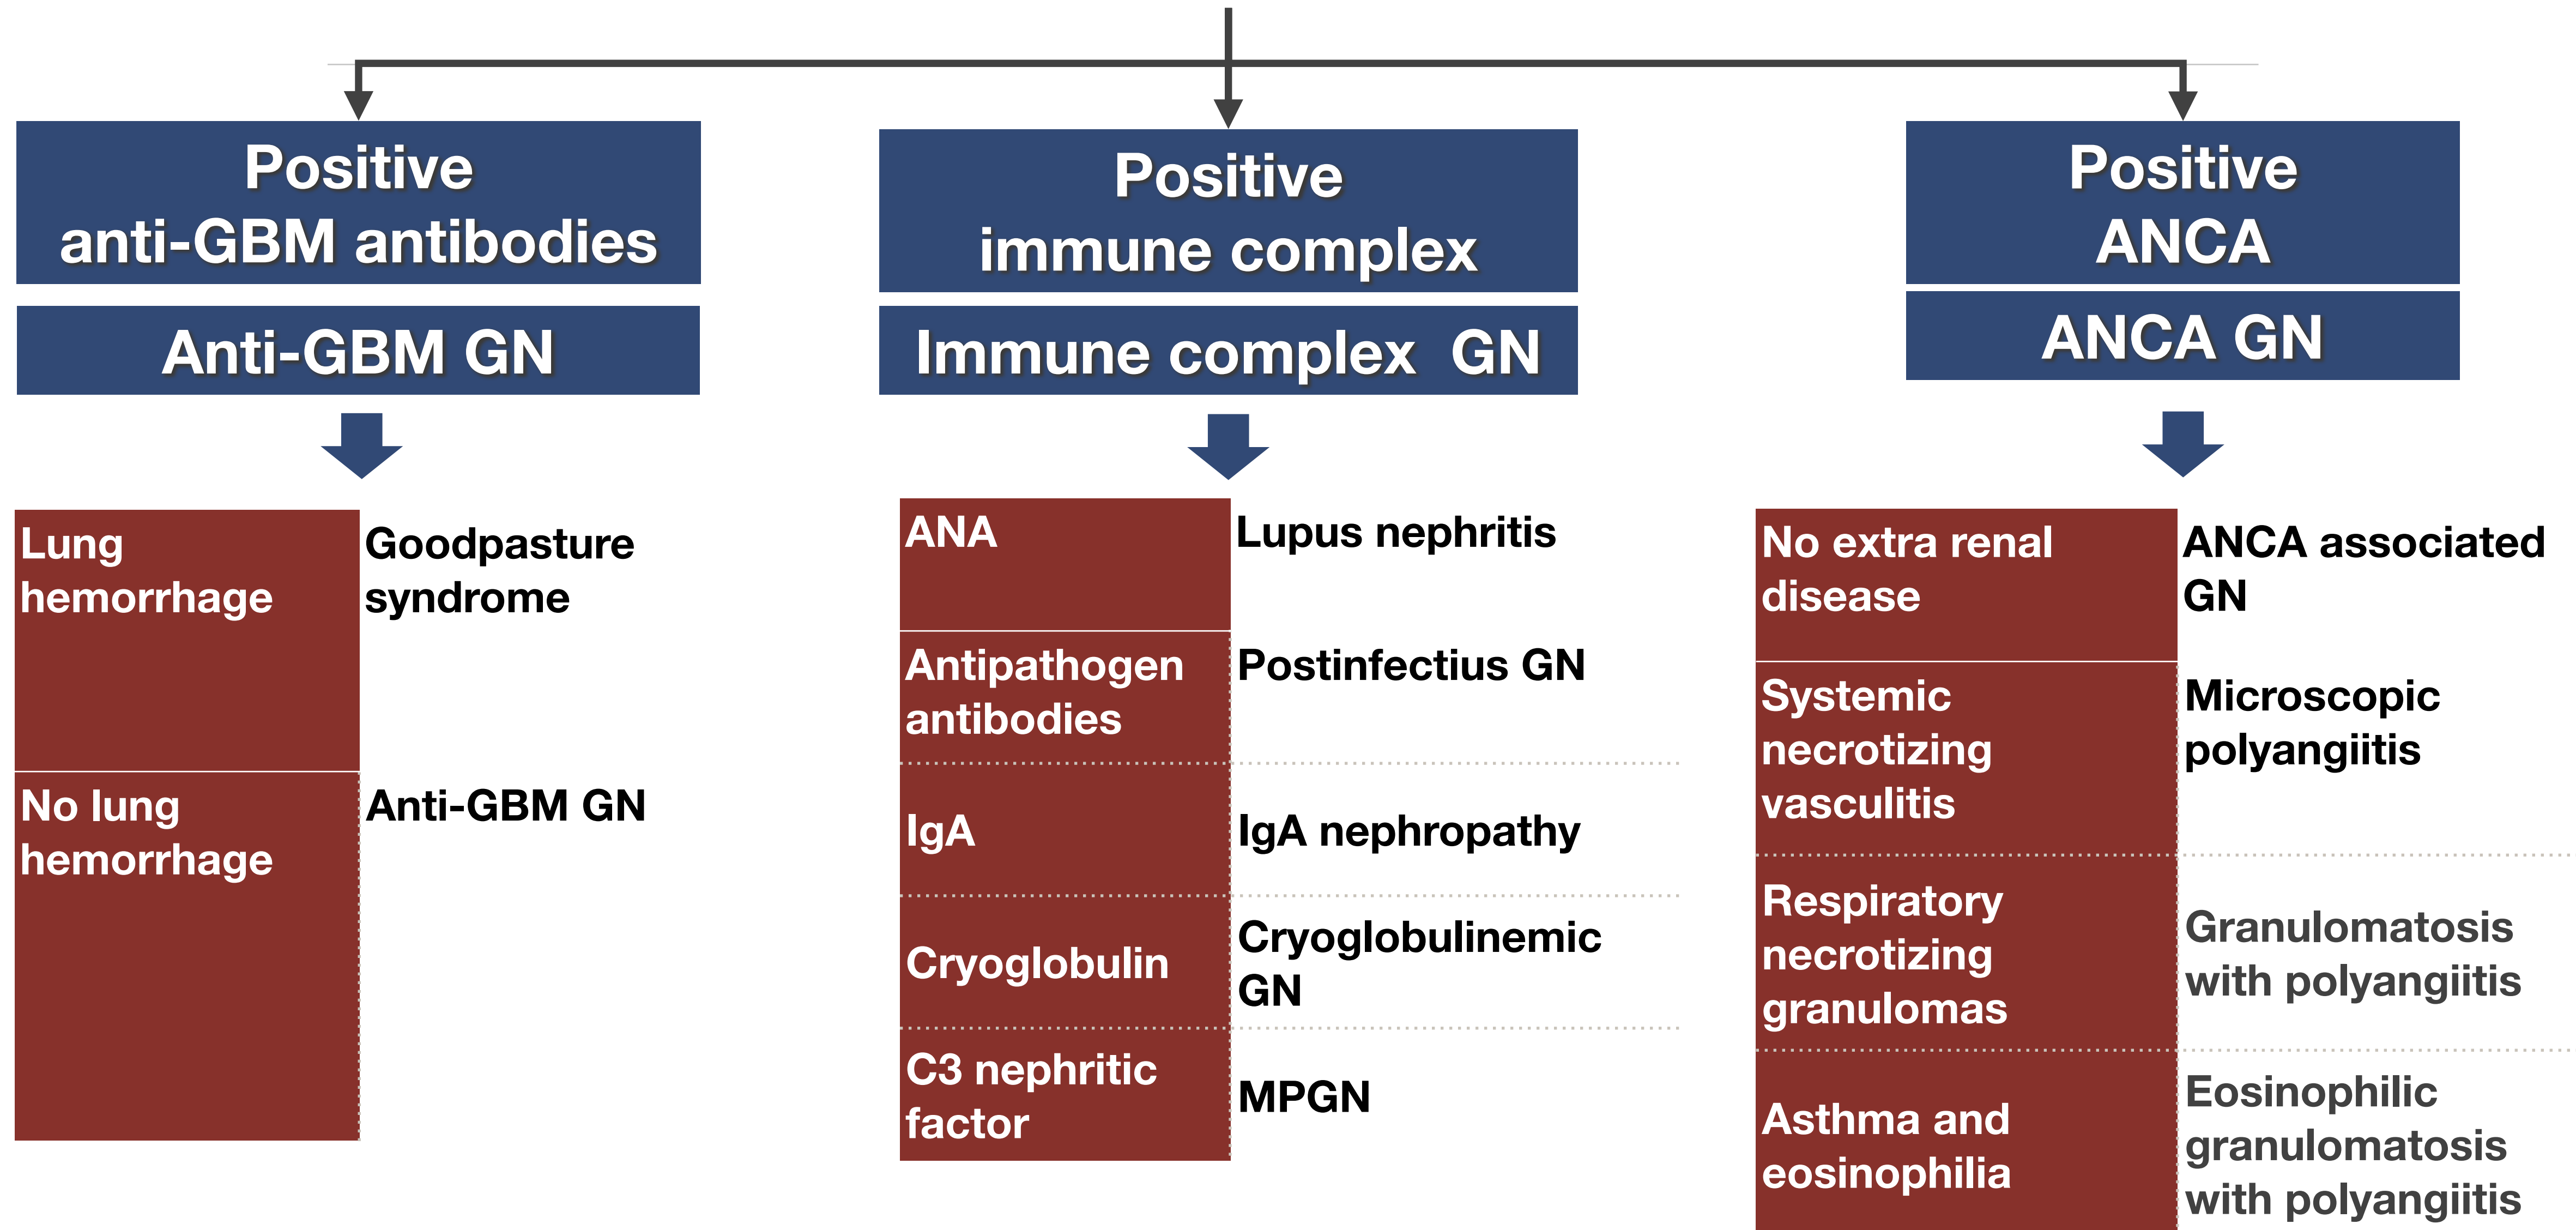 Positive
anti-GBM antibodies
Anti-GBM GN
Lung
hemorrhage
Goodpasture
syndrome
No lung
hemorrhage
Anti-GBM GN
Positive
immune complex
Immune complex GN
ANA
Lupus nephritis
Antipathogen
antibodies
Postinfectius GN
IgA
IgA nephropathy
Cryoglobulin
Cryoglobulinemic
GN
C3 nephritic
factor
MPGN
Positive
ANCA
ANCA GN
No extra renal
disease
ANCA associated
GN
Systemic
necrotizing
vasculitis
Microscopic
polyangiitis
Respiratory
necrotizing
granulomas
Granulomatosis
with polyangiitis
Asthma and
eosinophilia
Eosinophilic
granulomatosis
with polyangiitis